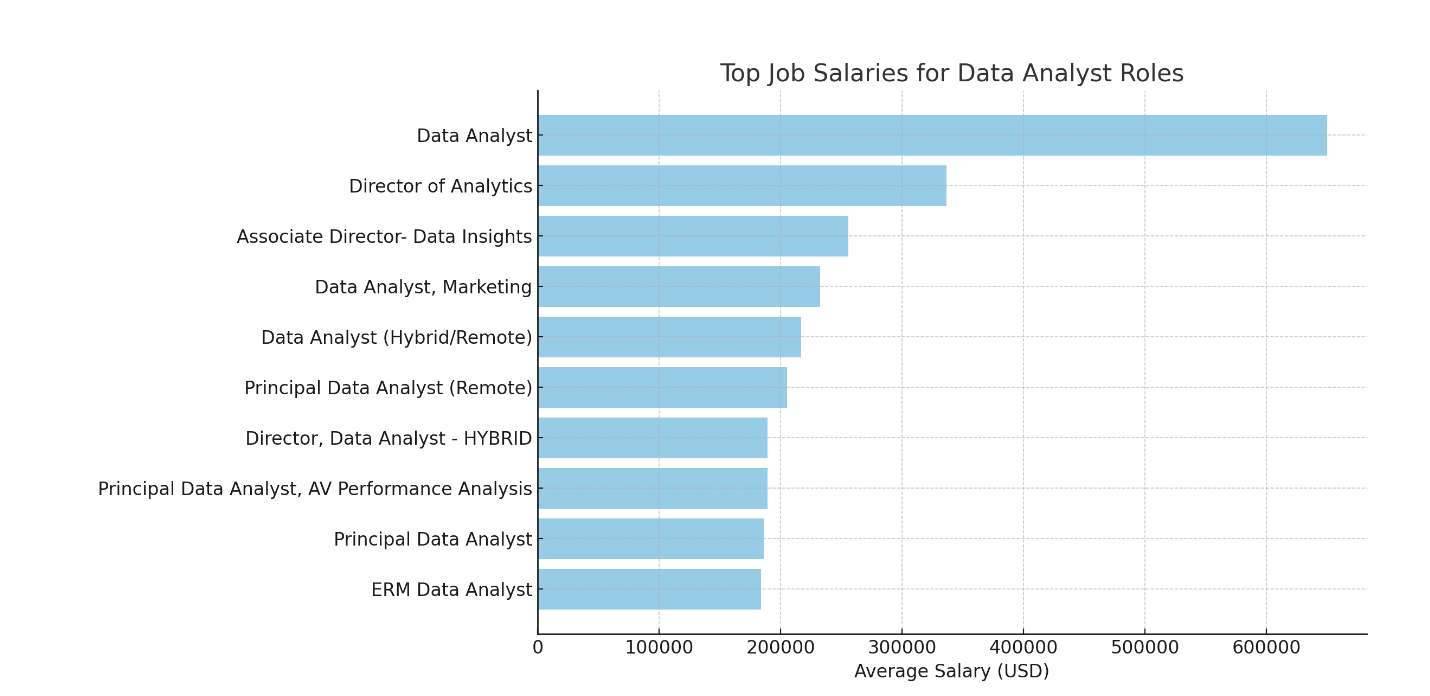 Top Job Salaries for Data Analyst Roles
Data Analyst
Director of Analytics
Associate Director- Data Insights
Data Analyst, Marketing
Data Analyst (Hybrid/Remote)
Principal Data Analyst (Remote)
Director, Data Analyst - HYBRID
Principal Data Analyst, AV Performance Analysis
Principal Data Analyst
ERM Data Analyst
0 100000 200000 300000 400000 500000 600000
Average Salary (USD)